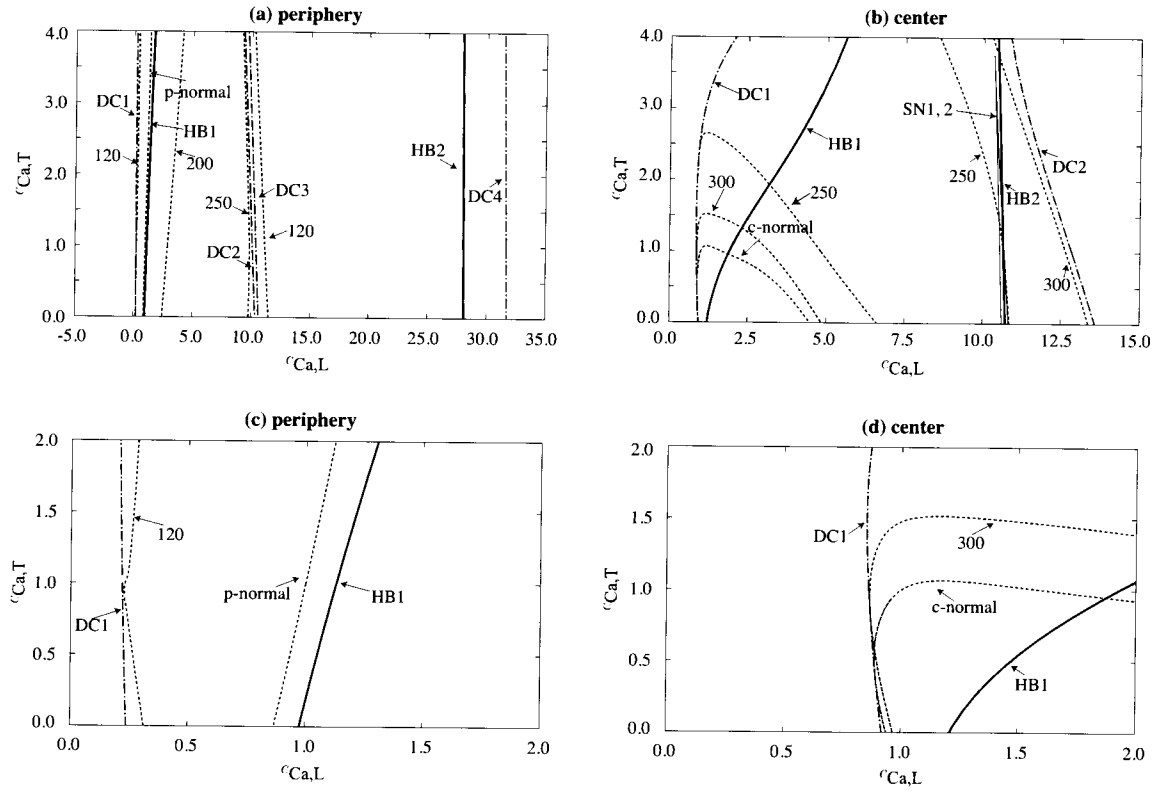 (a) periphery
4.0
3.0
2.0
1.0
0.0
-5.0 0.0 5.0 10.0 15.0 20.0 25.0 30.0 35.0
cCa,T
cCa,L
DC1
p-normal
HB1
120
200
250
DC2
DC3
120
HB2
DC4
(b) center
4.0
3.0
2.0
1.0
0.0
0.0 2.5 5.0 7.5 10.0 12.5 15.0
cCa,T
cCa,L
DC1
HB1
300
250
c-normal
SN1, 2
250
HB2
DC2
300
(c) periphery
2.0
1.5
1.0
0.5
0.0
0.0 0.5 1.0 1.5 2.0
cCa,T
cCa,L
120
DC1
p-normal
HB1
(d) center
2.0
1.5
1.0
0.5
0.0
0.0 0.5 1.0 1.5 2.0
cCa,T
cCa,L
DC1
300
c-normal
HB1